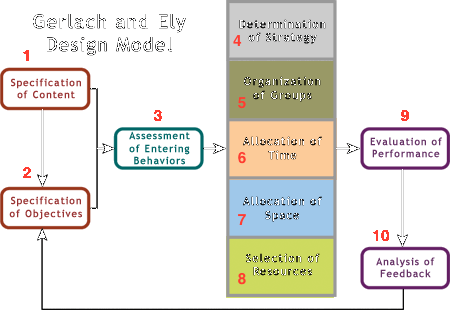 Gerlach and Ely
Design Model
1
Specification
of Content
2
Specification
of Objectives
3
Assessment
of Entering
Behaviors
4
Determination
of Strategy
5
Organization
of Groups
6
Allocation of
Time
7
Allocation of
Space
8
Selection of
Resources
9
Evaluation of
Performance
10
Analysis of
Feedback